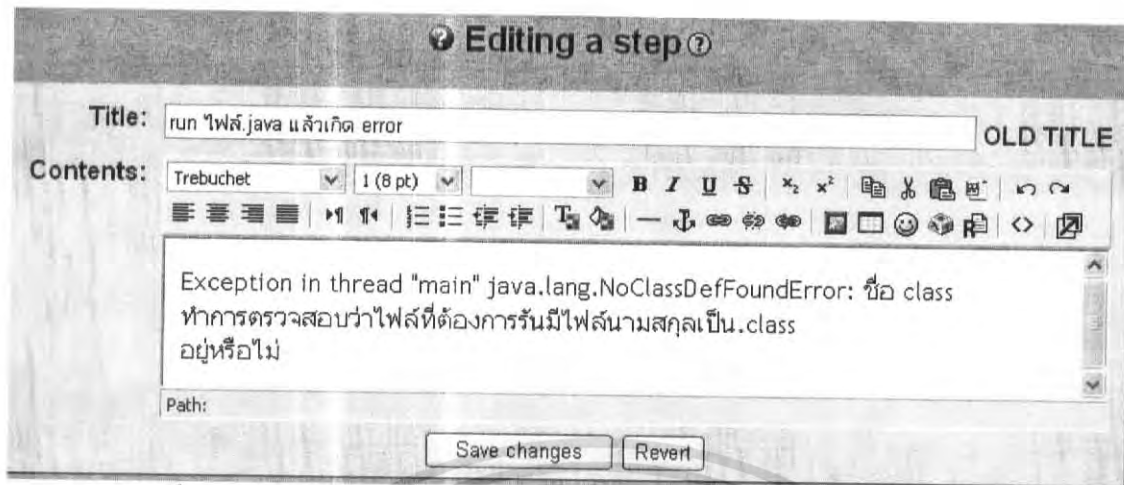 Editing a step
Title: run ไฟล์.java แล้วเกิด error OLD TITLE
Contents: Trebuchet 1 (8 pt)
Exception in thread "main" java.lang.NoClassDefFoundError: ชื่อ class
ทำการตรวจสอบว่าไฟล์ที่ต้องการรันมีไฟล์นามสกุลเป็น.class
อยู่หรือไม่
Path:
Save changes Revert